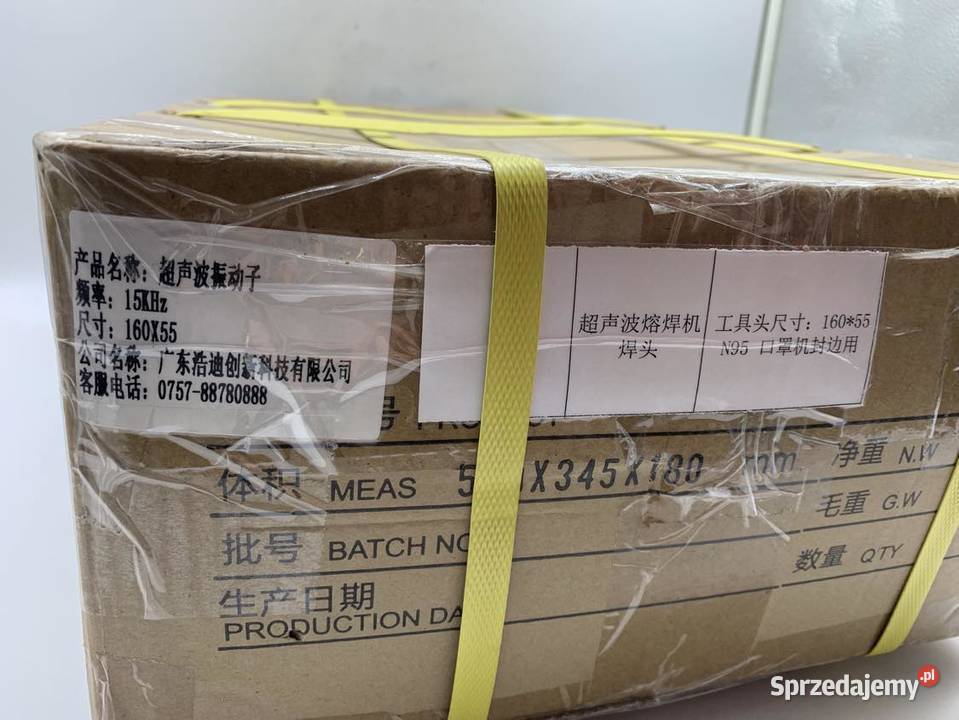 产品名称：超声波振动子
频率：15KHz
尺寸：160X55
公司名称：广东浩迪创新科技有限公司
客服电话：0757-88780888
超声波熔焊机
焊头
工具头尺寸：160*55
N95 口罩机封边用
号
体积 MEAS X345X180 mm
批号 BATCH
生产日期
PRODUCTION
净重 N.W
毛重 G.W
数量 QTY
Sprzedajemy.pl